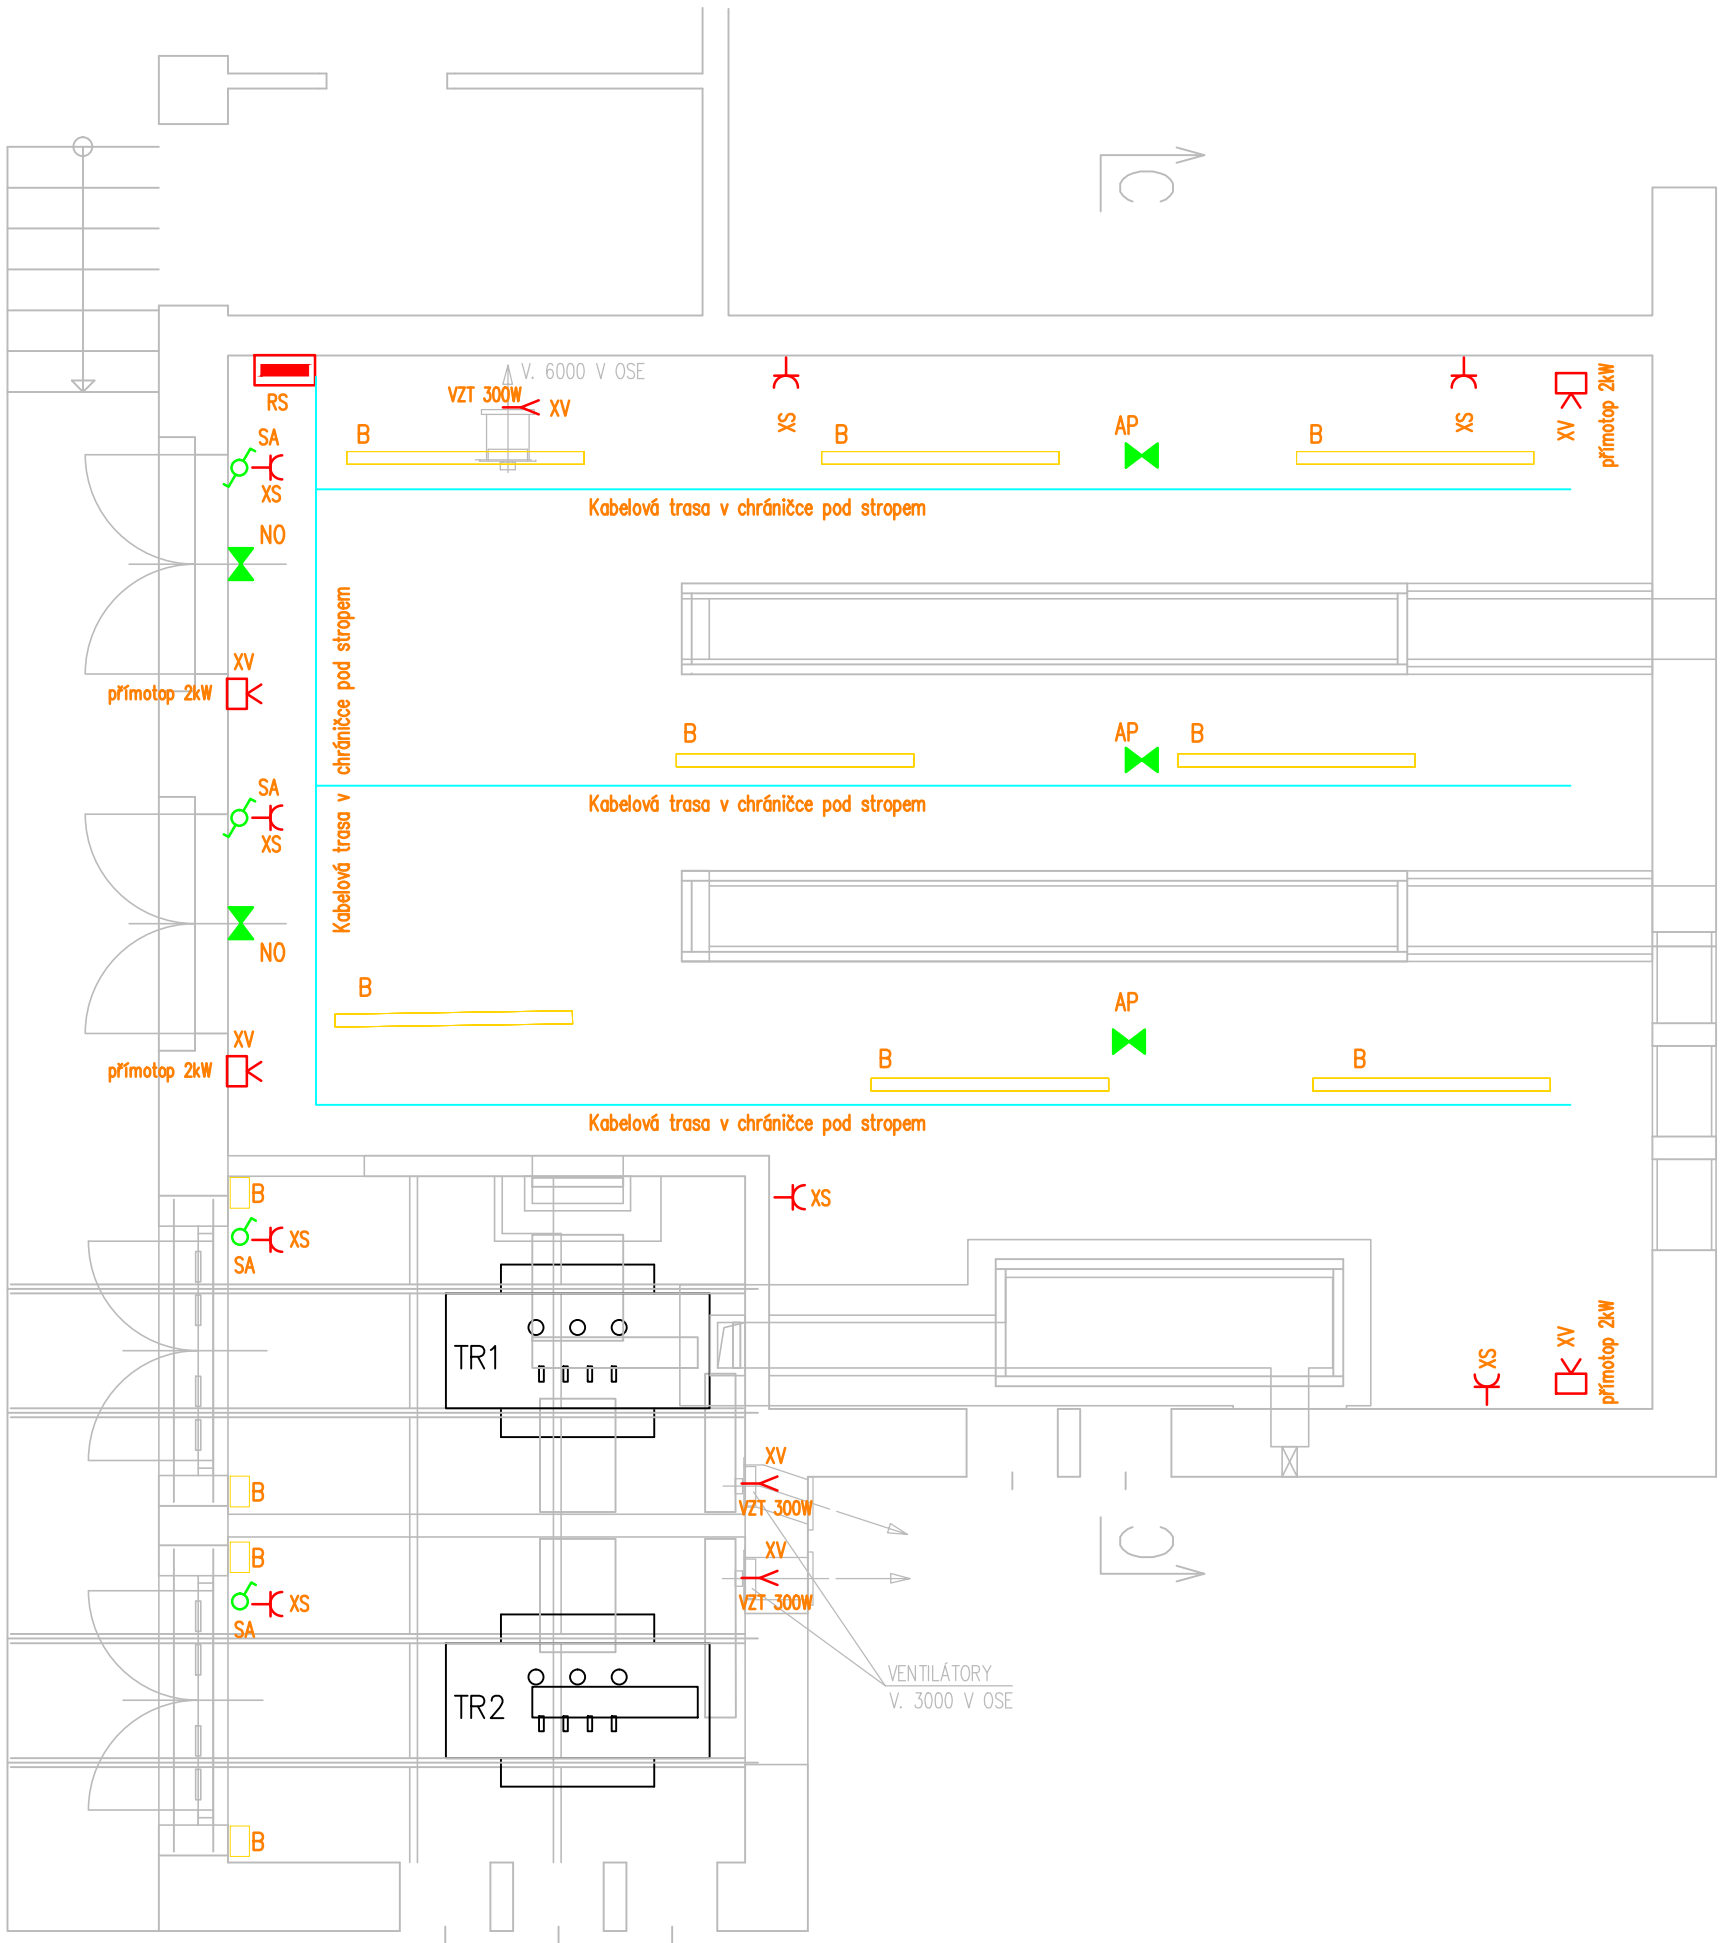 C
V. 6000 V OSE
VZT 300W
XV
RS
SA
XS
B
B
AP
B
XS
XS
XV
přímotop 2kW
Kabelová trasa v chráničce pod stropem
NO
XV
přímotop 2kW
Kabelová trasa v chráničce pod stropem
B
AP
B
SA
XS
Kabelová trasa v chráničce pod stropem
NO
B
AP
XV
přímotop 2kW
B
B
Kabelová trasa v chráničce pod stropem
B
XS
XS
SA
TR1
XS
XV
přímotop 2kW
B
XV
VZT 300W
B
XV
C
XS
SA
VZT 300W
VENTILÁTORY
V. 3000 V OSE
TR2
B